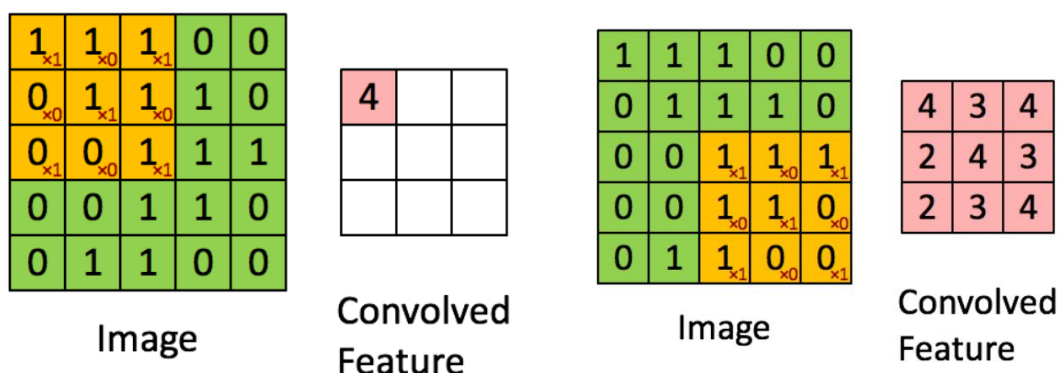 1×1 1×0 1×1 0 0
0×0 1×1 1×0 1 0
0×1 0×0 1×1 1 1
0 0 1 1 0
0 1 1 0 0
Image
4
Convolved
Feature
1 1 1 0 0
0 1 1 1 0
0 0 1×1 1×0 1×1
0 0 1×0 1×1 0×0
0 1 1×1 0×0 0×1
Image
4 3 4
2 4 3
2 3 4
Convolved
Feature